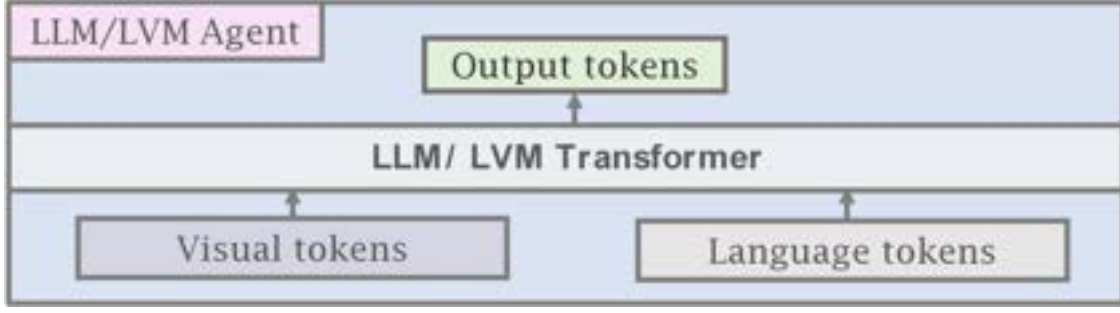 LLM/LVM Agent
Output tokens
LLM/ LVM Transformer
Visual tokens
Language tokens